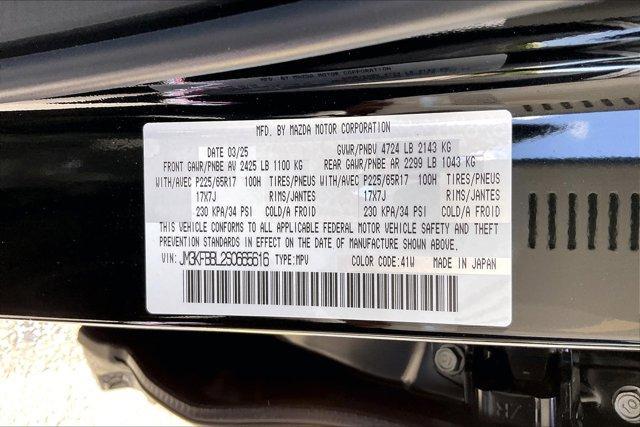 MFD. BY MAZDA MOTOR CORPORATION
DATE 03/25 GVWR/PNBV 4724 LB 2143 KG
FRONT GAWR/PNBE AV 2425 LB 1100 KG REAR GAWR/PNBE AR 2299 LB 1043 KG
WITH/AVEC P225/65R17 100H TIRES/PNEUS WITH/AVEC P225/65R17 100H TIRES/PNEUS
17X7J RIMS/JANTES 17X7J RIMS/JANTES
230 KPA/34 PSI COLD/A FROID 230 KPA/34 PSI COLD/A FROID
THIS VEHICLE CONFORMS TO ALL APPLICABLE FEDERAL MOTOR VEHICLE SAFETY AND THEFT
PREVENTION STANDARDS IN EFFECT ON THE DATE OF MANUFACTURE SHOWN ABOVE.
VIN: TYPE:MPV COLOR CODE:41W MADE IN JAPAN